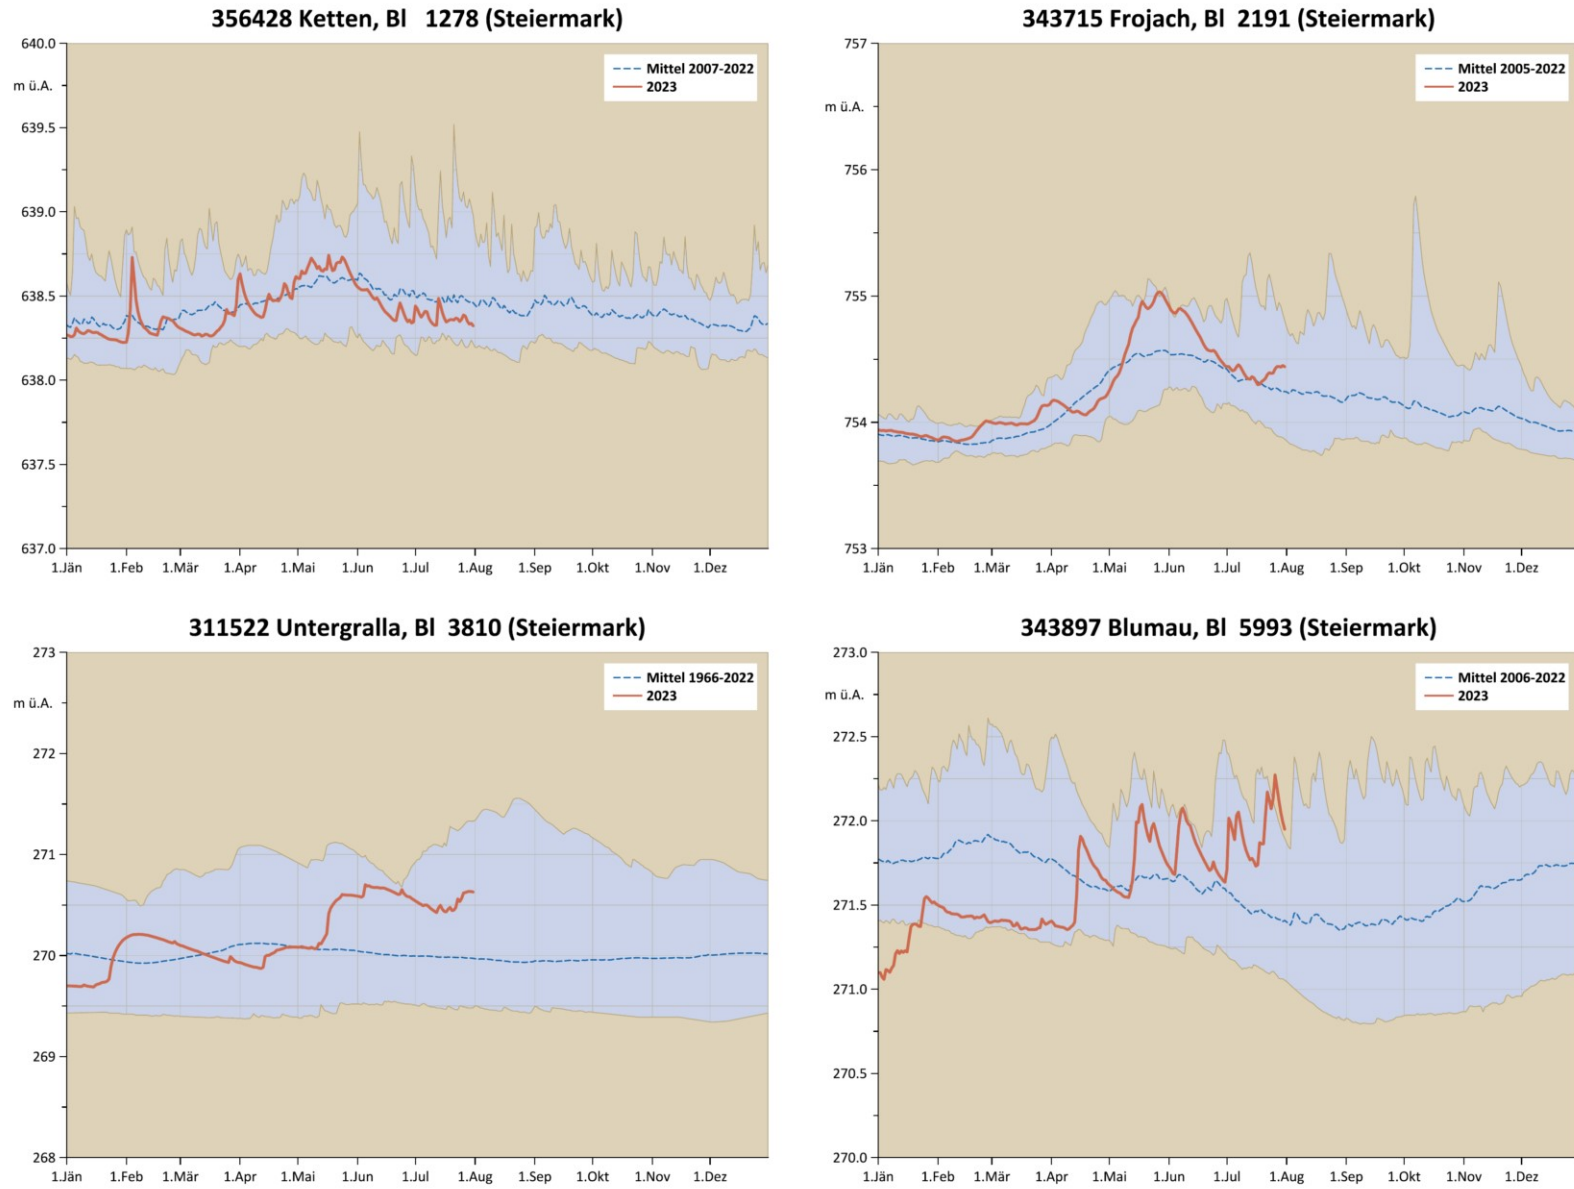 356428 Ketten, Bl 1278 (Steiermark)
640.0
m ü.A.
639.5
639.0
638.5
638.0
637.5
637.0
1.Jän 1.Feb 1.Mär 1.Apr 1.Mai 1.Jun 1.Jul 1.Aug 1.Sep 1.Okt 1.Nov 1.Dez
Mittel 2007-2022
2023
343715 Frojach, Bl 2191 (Steiermark)
757
m ü.A.
756
755
754
753
1.Jän 1.Feb 1.Mär 1.Apr 1.Mai 1.Jun 1.Jul 1.Aug 1.Sep 1.Okt 1.Nov 1.Dez
Mittel 2005-2022
2023
311522 Untergralla, Bl 3810 (Steiermark)
273
m ü.A.
272
271
270
269
268
1.Jän 1.Feb 1.Mär 1.Apr 1.Mai 1.Jun 1.Jul 1.Aug 1.Sep 1.Okt 1.Nov 1.Dez
Mittel 1966-2022
2023
343897 Blumau, Bl 5993 (Steiermark)
273.0
m ü.A.
272.5
272.0
271.5
271.0
270.5
270.0
1.Jän 1.Feb 1.Mär 1.Apr 1.Mai 1.Jun 1.Jul 1.Aug 1.Sep 1.Okt 1.Nov 1.Dez
Mittel 2006-2022
2023